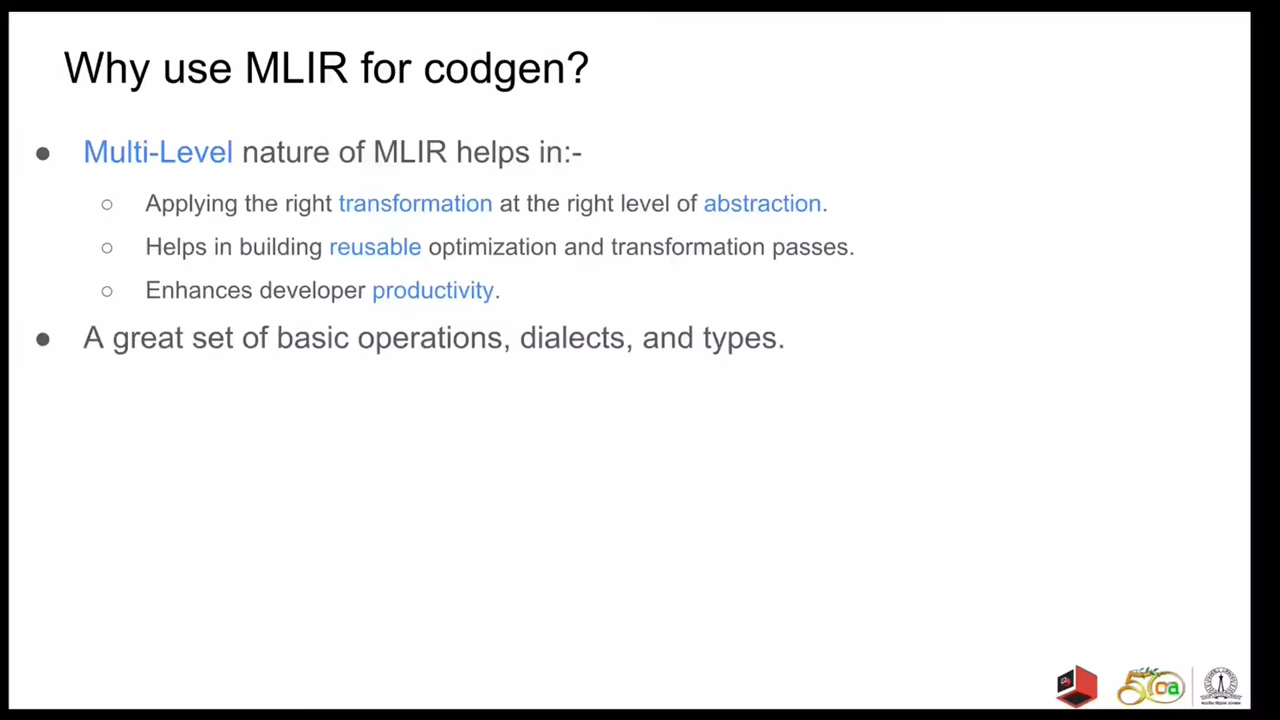 Why use MLIR for codgen?
● Multi-Level nature of MLIR helps in:-
○ Applying the right transformation at the right level of abstraction.
○ Helps in building reusable optimization and transformation passes.
○ Enhances developer productivity.
● A great set of basic operations, dialects, and types.